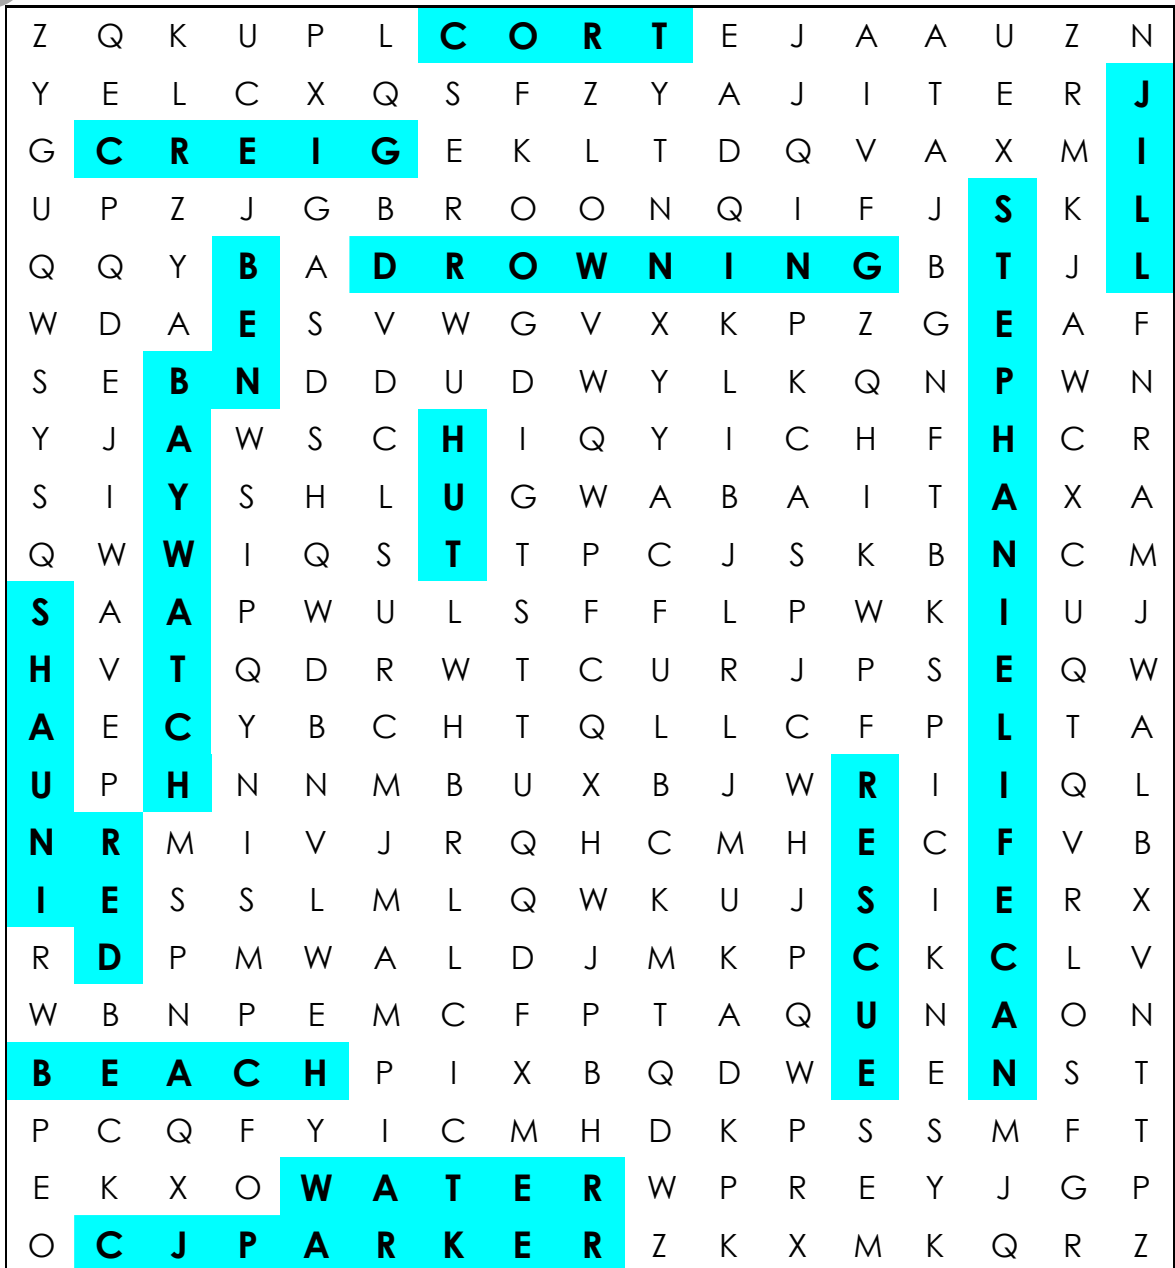 Z Q K U P L C O R T E J A A U Z N
Y E L C X Q S F Z Y A J I T E R J
G C R E I G E K L T D Q V A X M I
U P Z J G B R O O N Q I F J S K L
Q Q Y B A D R O W N I N G B T J L
W D A E S V W G V X K P Z G E A F
S E B N D D U D W Y L K Q N P W N
Y J A W S C H I Q Y I C H F H C R
S I Y S H L U G W A B A I T A X A
Q W W I Q S T T P C J S K B N C M
S A A P W U L S F F L P W K I U J
H V T Q D R W T C U R J P S E Q W
A E C Y B C H T Q L L C F P L T A
U P H N N M B U X B J W R I I Q L
N R M I V J R Q H C M H E C F V B
I E S S L M L Q W K U J S I E R X
R D P M W A L D J M K P C K C L V
W B N P E M C F P T A Q U N A O N
B E A C H P I X B Q D W E E N S T
P C Q F Y I C M H D K P S S M F T
E K X O W A T E R W P R E Y J G P
O C J P A R K E R Z K X M K Q R Z